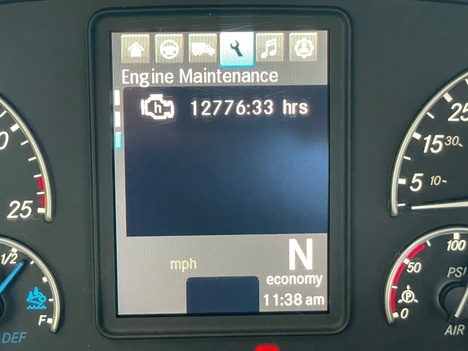 Engine Maintenance
h 12776:33 hrs
mph
N
economy
11:38 am
0
25
1/2
F
DEF
25
15 30
5 10
100
50
0
P
PSI
AIR